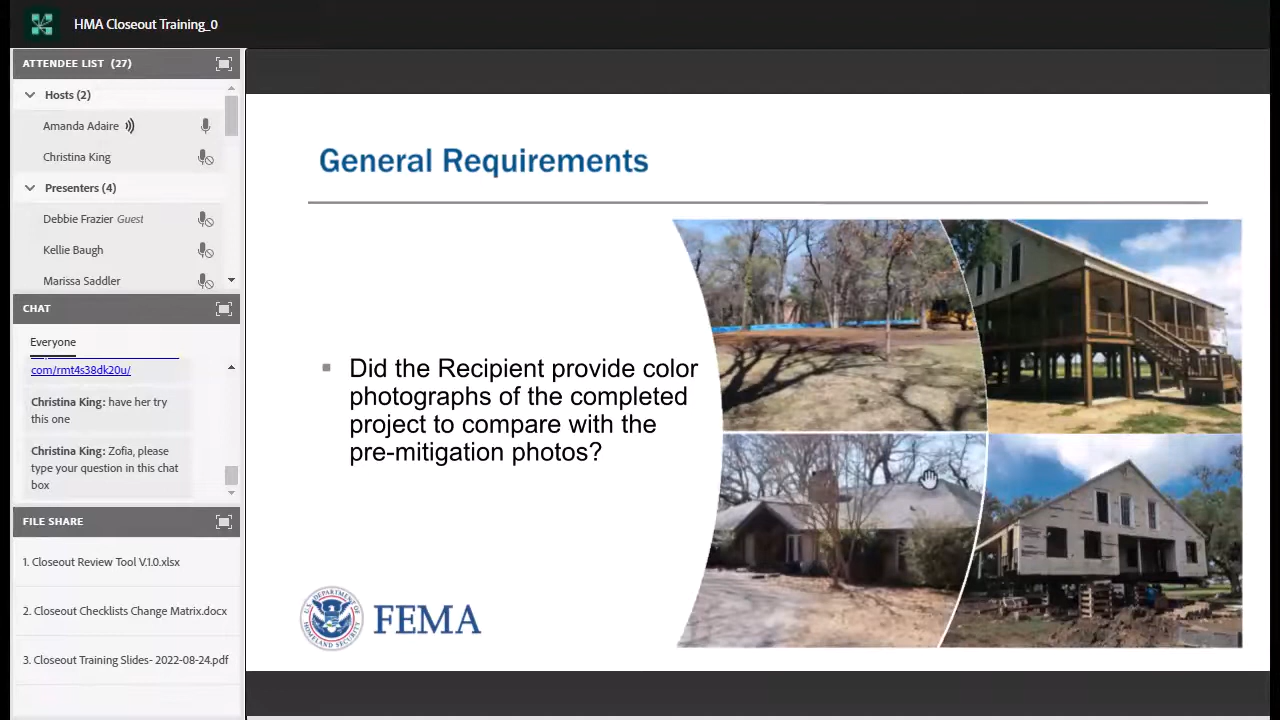 HMA Closeout Training_0
ATTENDEE LIST (27)
Hosts (2)
Amanda Adaire
Christina King
Presenters (4)
Debbie Frazier Guest
Kellie Baugh
Marissa Saddler
CHAT
Everyone
com/rmt4s38dk20u/
Christina King: have her try
this one
Christina King: Zofia, please
type your question in this chat
box
FILE SHARE
1. Closeout Review Tool V.1.0.xlsx
2. Closeout Checklists Change Matrix.docx
3. Closeout Training Slides- 2022-08-24.pdf
General Requirements
▪ Did the Recipient provide color
photographs of the completed
project to compare with the
pre-mitigation photos?
FEMA